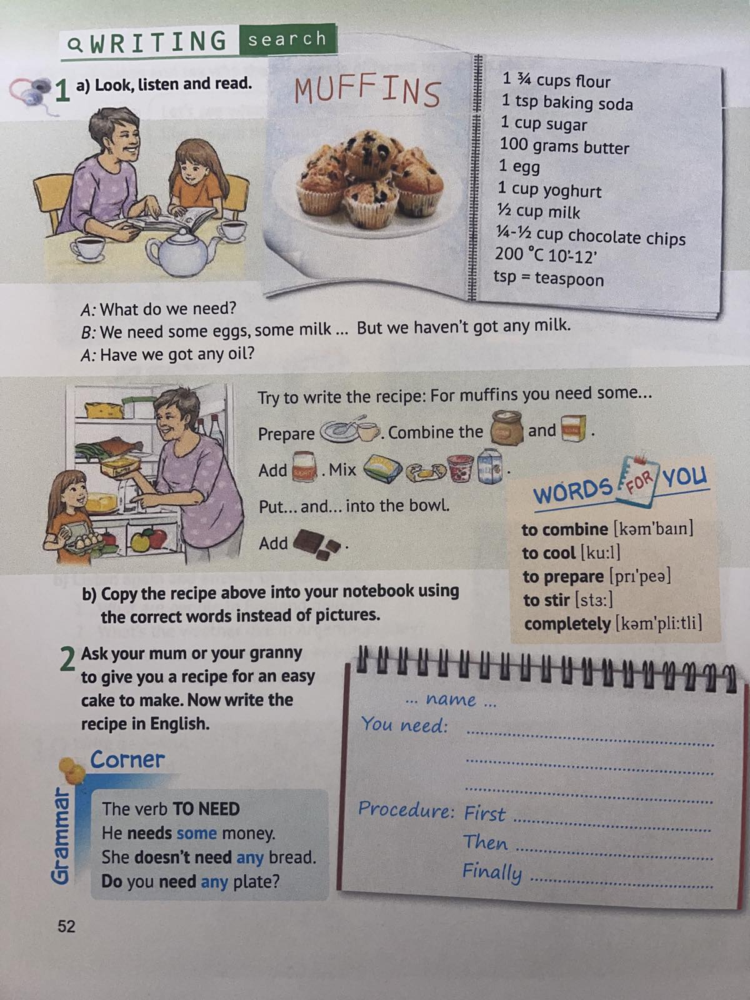 WRITING search
1 a) Look, listen and read.
MUFFINS
1 ¾ cups flour
1 tsp baking soda
1 cup sugar
100 grams butter
1 egg
1 cup yoghurt
½ cup milk
¼-½ cup chocolate chips
200 °C 10'-12'
tsp = teaspoon
A: What do we need?
B: We need some eggs, some milk ... But we haven't got any milk.
A: Have we got any oil?
Try to write the recipe: For muffins you need some...
Prepare . Combine the and .
Add . Mix .
Put... and... into the bowl.
Add .
WORDS FOR YOU
to combine [kəm'baın]
to cool [ku:l]
to prepare [prı'peə]
to stir [stɜ:]
completely [kəm'pli:tli]
b) Copy the recipe above into your notebook using
the correct words instead of pictures.
2 Ask your mum or your granny
to give you a recipe for an easy
cake to make. Now write the
recipe in English.
... name ...
You need:
Procedure: First
Then
Finally
Grammar Corner
The verb TO NEED
He needs some money.
She doesn't need any bread.
Do you need any plate?
52